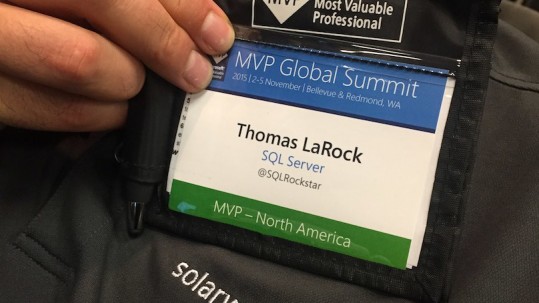 MVP
Most Valuable
Professional
MVP Global Summit
2015 | 2-5 November | Bellevue & Redmond, WA
Thomas LaRock
SQL Server
@SQLRockstar
MVP – North America